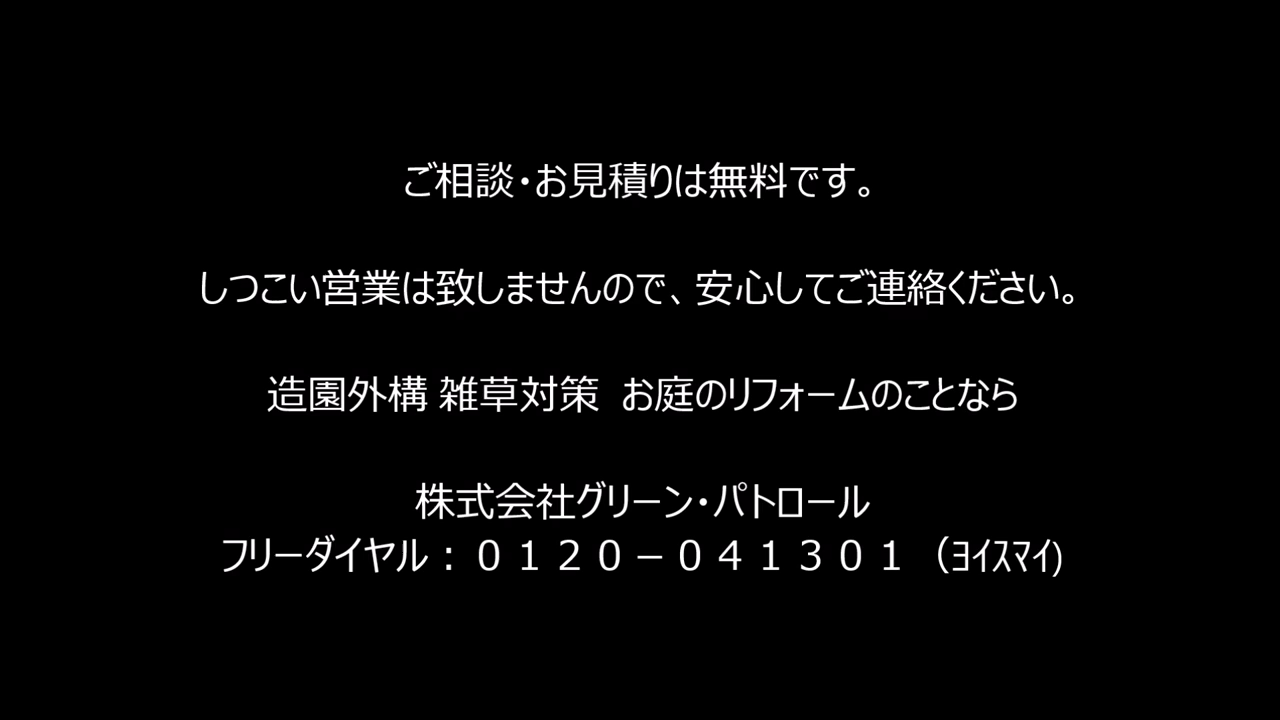 ご相談・お見積りは無料です。
しつこい営業は致しませんので、安心してご連絡ください。
造園外構 雑草対策  お庭のリフォームのことなら
株式会社グリーン・パトロール
フリーダイヤル：０１２０－０４１３０１（ﾖｲｽﾏｲ)